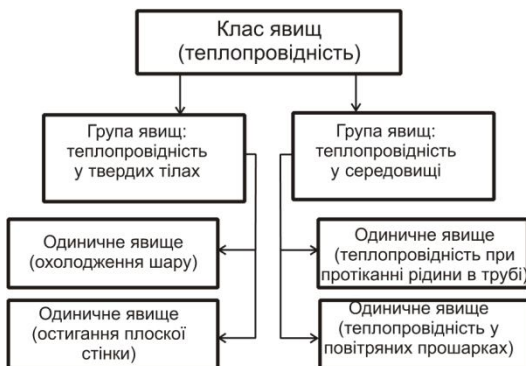 Клас явищ
(теплопровідність)
Група явищ:
теплопровідність
у твердих тілах
Група явищ:
теплопровідність
у середовищі
Одиничне явище
(охолодження шару)
Одиничне явище
(теплопровідність при
протіканні рідини в трубі)
Одиничне явище
(остигання плоскої
стінки)
Одиничне явище
(теплопровідність у
повітряних прошарках)